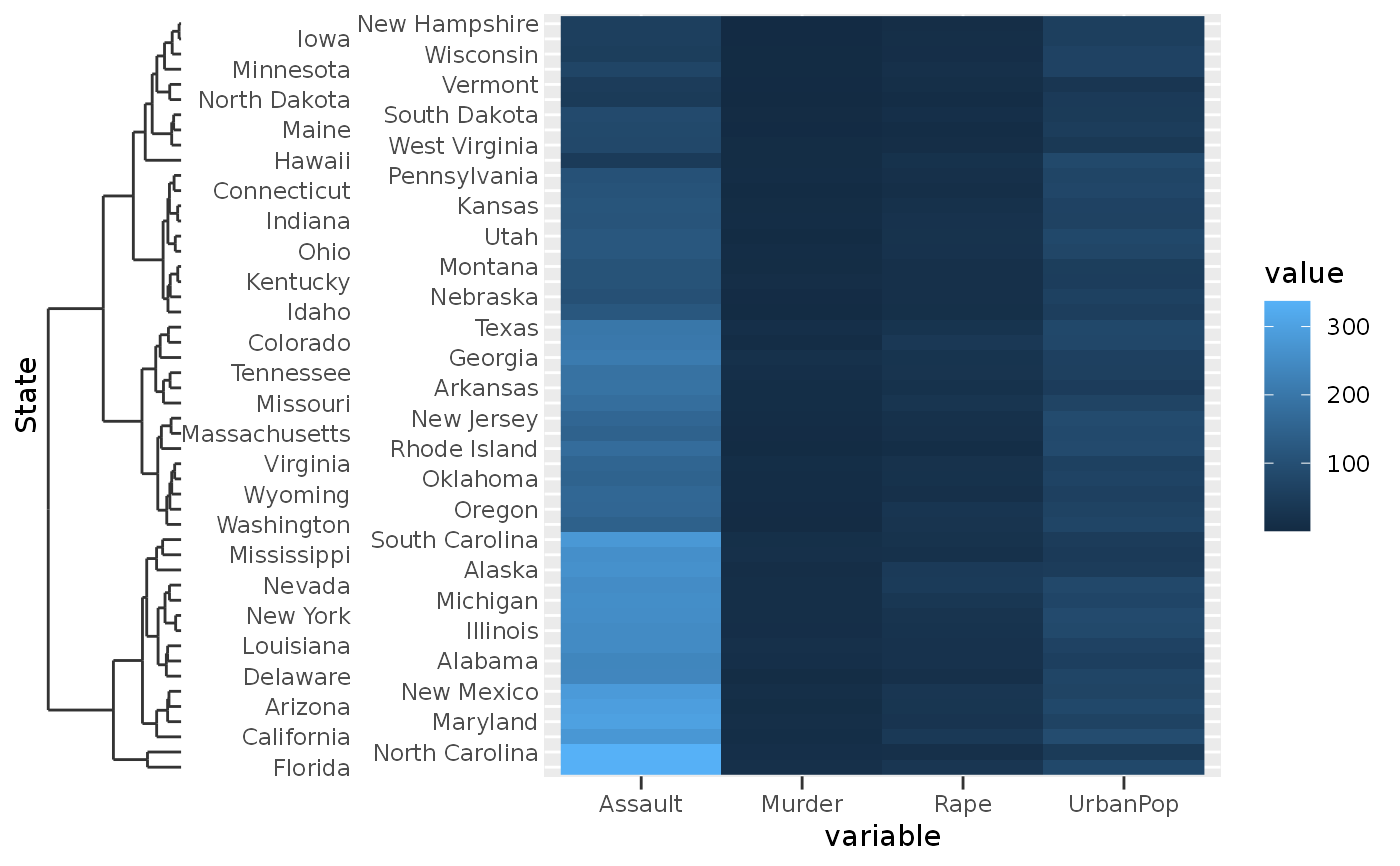 New Hampshire
Iowa
Wisconsin
Minnesota
Vermont
North Dakota
South Dakota
Maine
West Virginia
Hawaii
Pennsylvania
Connecticut
Kansas
Indiana
Utah
Ohio
Montana
Kentucky
Nebraska
Idaho
Texas
Colorado
Georgia
Tennessee
Arkansas
Missouri
New Jersey
Massachusetts
Rhode Island
Virginia
Oklahoma
Wyoming
Oregon
Washington
South Carolina
Mississippi
Alaska
Nevada
Michigan
New York
Illinois
Louisiana
Alabama
Delaware
New Mexico
Arizona
Maryland
California
North Carolina
Florida
State
Assault Murder Rape UrbanPop
variable
value
300
200
100